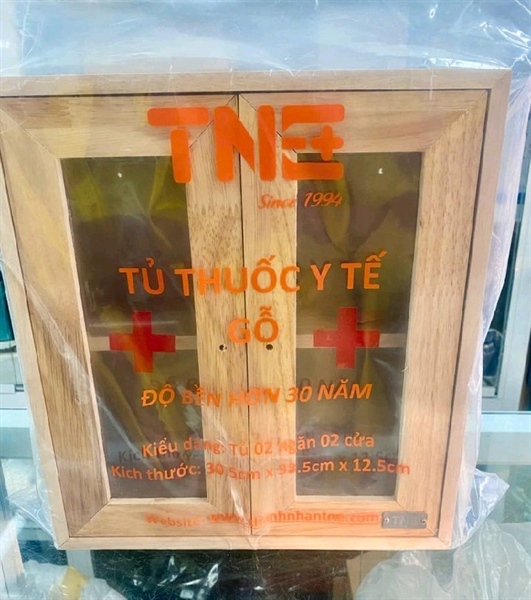 TNE+
Since 1994
TỦ THUỐC Y TẾ
GỖ
ĐỘ BỀN HƠN 30 NĂM
Kiểu dáng: Tủ 02 ngăn 02 cửa
Kích thước: 30.5cm x 5cm x 12.5cm
Website: